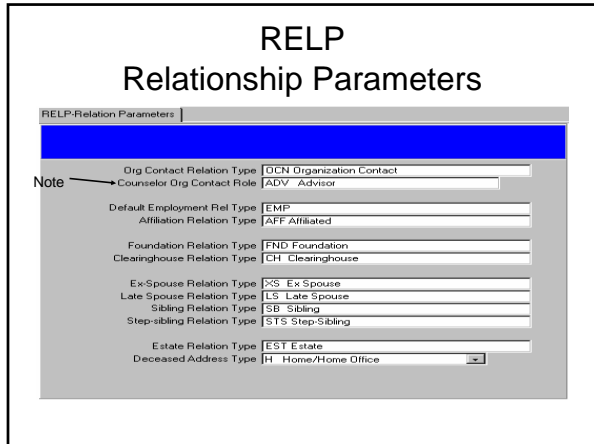 RELP
Relationship Parameters
RELP-Relation Parameters
Org Contact Relation Type OCN Organization Contact
Note Counselor Org Contact Role ADV Advisor
Default Employment Rel Type EMP
Affiliation Relation Type AFF Affiliated
Foundation Relation Type FND Foundation
Clearinghouse Relation Type CH Clearinghouse
Ex-Spouse Relation Type XS Ex Spouse
Late Spouse Relation Type LS Late Spouse
Sibling Relation Type SB Sibling
Step-sibling Relation Type STS Step-Sibling
Estate Relation Type EST Estate
Deceased Address Type H Home/Home Office